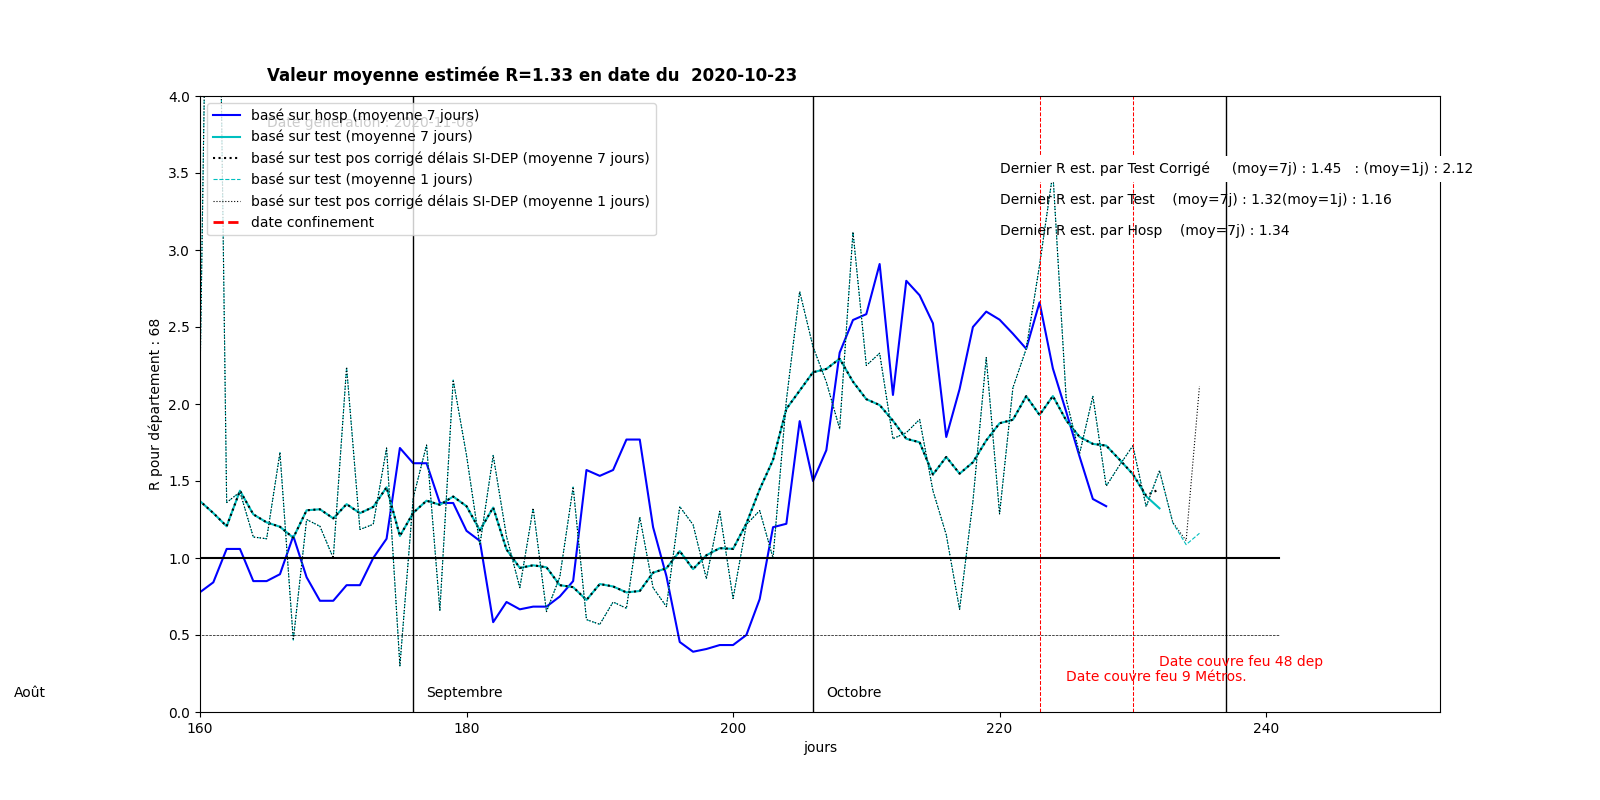 Valeur moyenne estimée R=1.33 en date du  2020-10-23
Date génération : 2020-11-08
basé sur hosp (moyenne 7 jours)
basé sur test (moyenne 7 jours)
basé sur test pos corrigé délais SI-DEP (moyenne 7 jours)
basé sur test (moyenne 1 jours)
basé sur test pos corrigé délais SI-DEP (moyenne 1 jours)
date confinement
Dernier R est. par Test Corrigé     (moy=7j) : 1.45   : (moy=1j) : 2.12
Dernier R est. par Test    (moy=7j) : 1.32(moy=1j) : 1.16
Dernier R est. par Hosp    (moy=7j) : 1.34
R pour département : 68
4.0
3.5
3.0
2.5
2.0
1.5
1.0
0.5
0.0
Date couvre feu 48 dep
Date couvre feu 9 Métros.
Août
Septembre
Octobre
160
180
200
220
240
jours